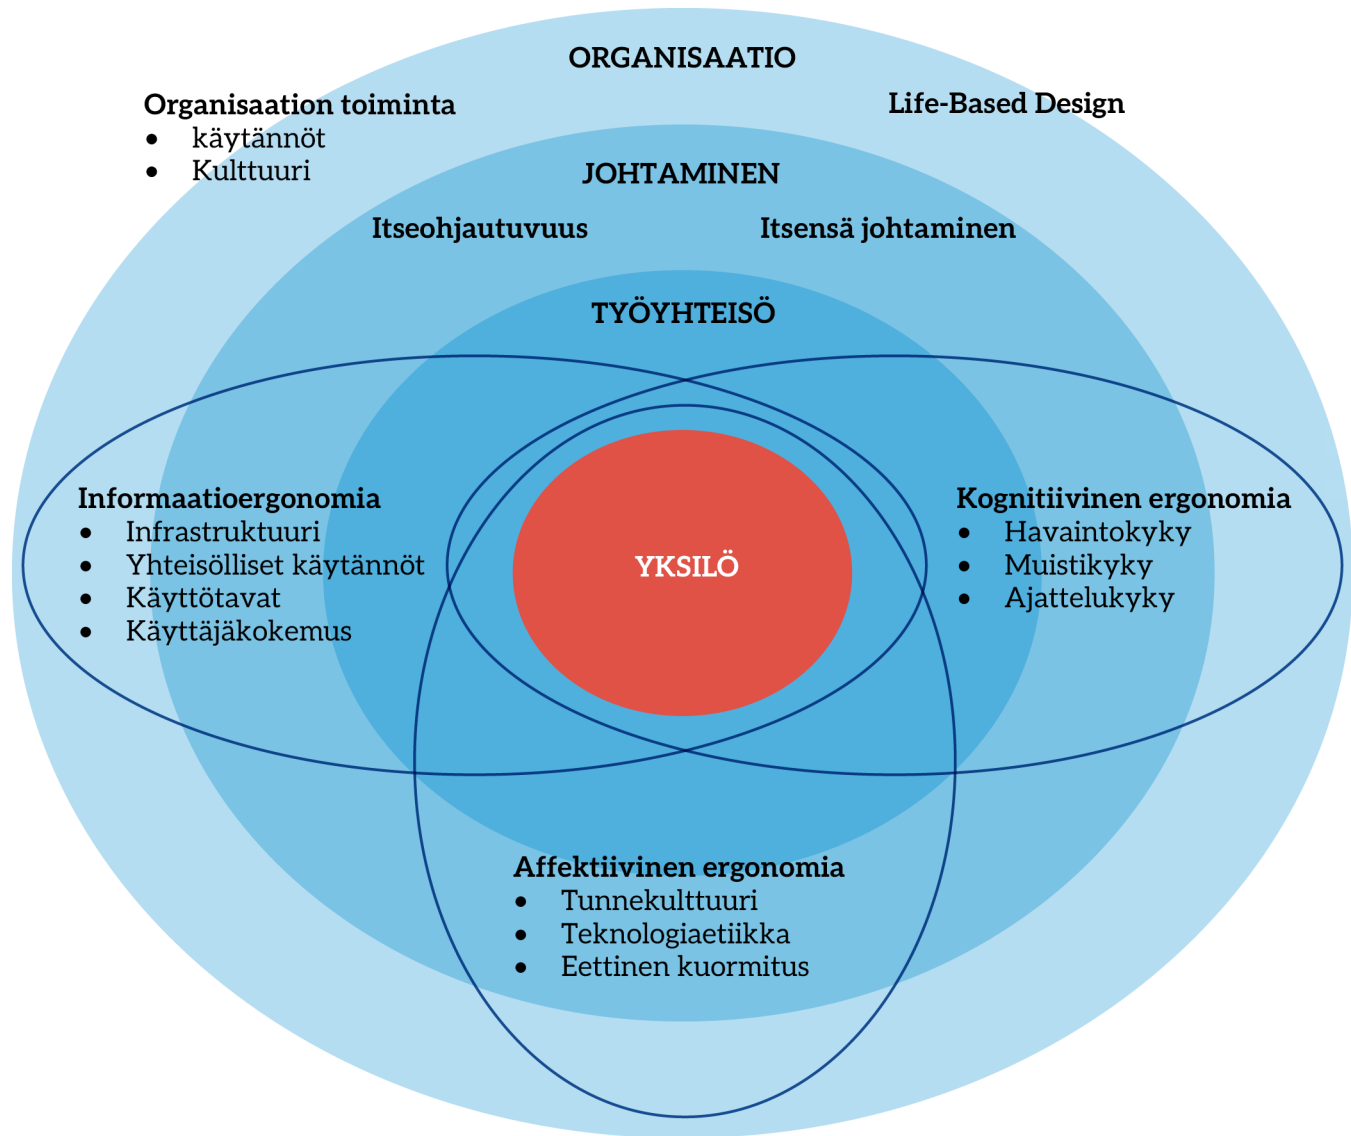 ORGANISAATIO
Organisaation toiminta
• käytännöt
• Kulttuuri
Life-Based Design
JOHTAMINEN
Itseohjautuvuus
Itsensä johtaminen
TYÖYHTEISÖ
Informaatioergonomia
• Infrastruktuuri
• Yhteisölliset käytännöt
• Käyttötavat
• Käyttäjäkokemus
YKSILÖ
Kognitiivinen ergonomia
• Havaintokyky
• Muistikyky
• Ajattelukyky
Affektiivinen ergonomia
• Tunnekulttuuri
• Teknologiaetiikka
• Eettinen kuormitus